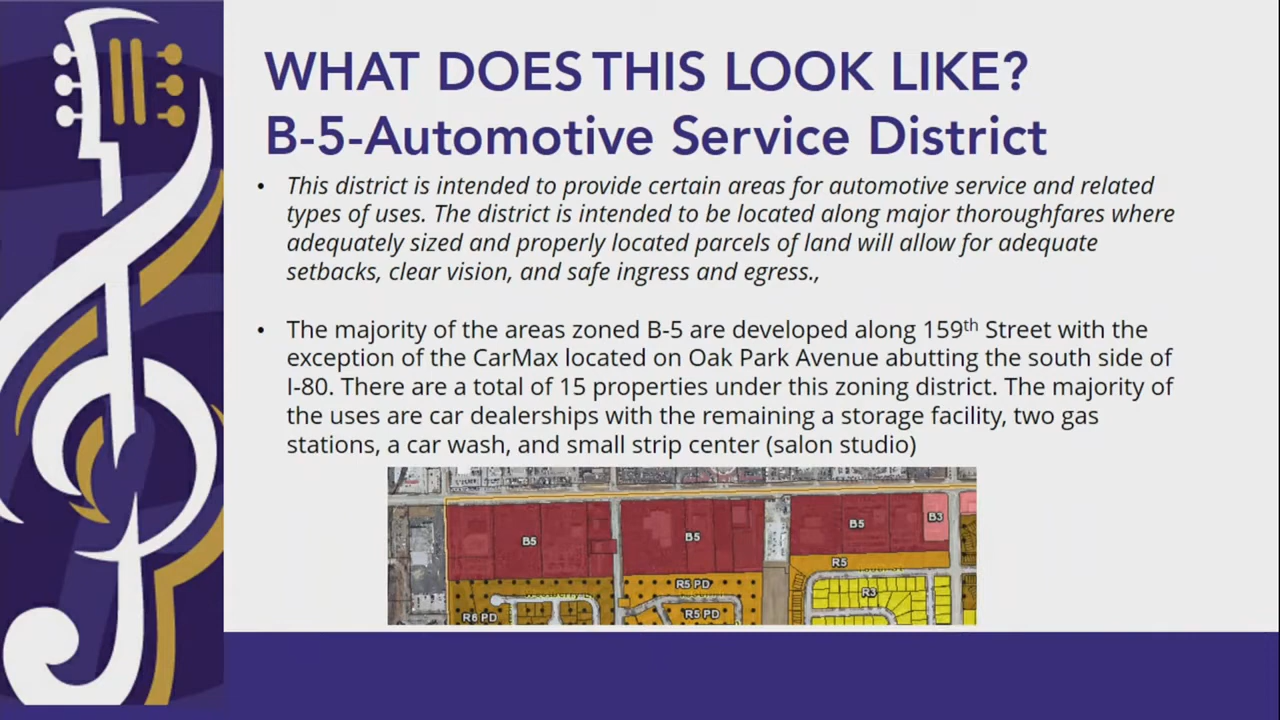 WHAT DOES THIS LOOK LIKE?
B-5-Automotive Service District
• This district is intended to provide certain areas for automotive service and related
types of uses. The district is intended to be located along major thoroughfares where
adequately sized and properly located parcels of land will allow for adequate
setbacks, clear vision, and safe ingress and egress.,
• The majority of the areas zoned B-5 are developed along 159th Street with the
exception of the CarMax located on Oak Park Avenue abutting the south side of
I-80. There are a total of 15 properties under this zoning district. The majority of
the uses are car dealerships with the remaining a storage facility, two gas
stations, a car wash, and small strip center (salon studio)
B5
B5
B5
B3
R5
R5 PD
R3
R6 PD
R5 PD